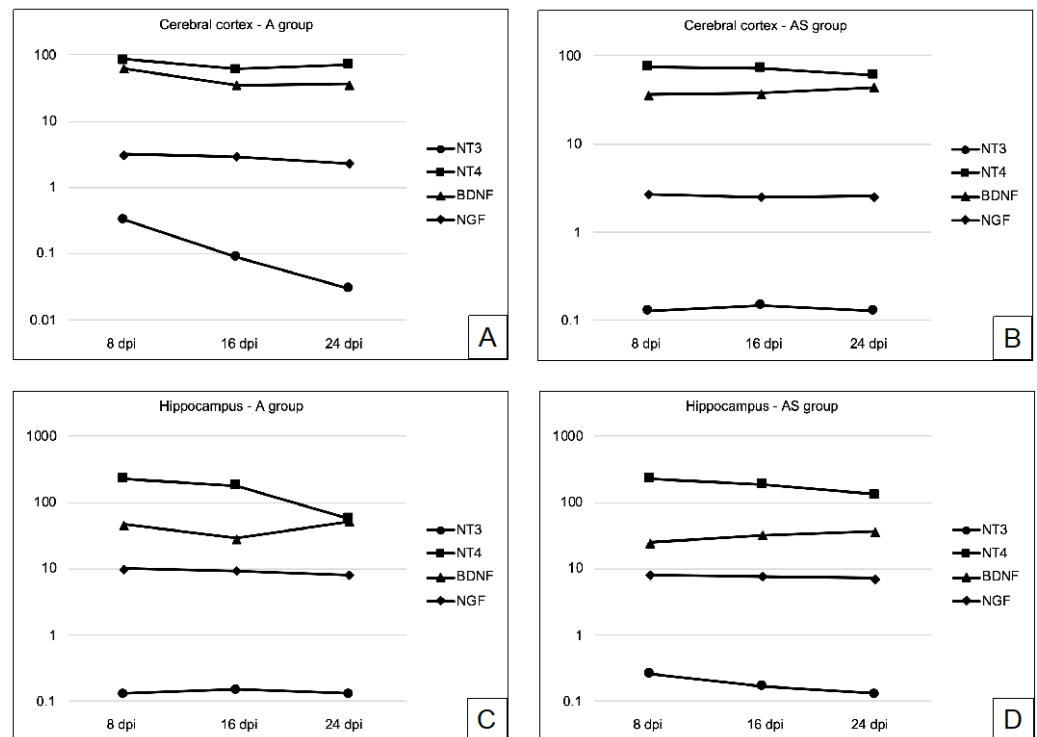 Cerebral cortex - A group
100
10
1
0.1
0.01
8 dpi 16 dpi 24 dpi
NT3
NT4
BDNF
NGF
A
Cerebral cortex - AS group
100
10
1
0.1
8 dpi 16 dpi 24 dpi
NT3
NT4
BDNF
NGF
B
Hippocampus - A group
1000
100
10
1
0.1
8 dpi 16 dpi 24 dpi
NT3
NT4
BDNF
NGF
C
Hippocampus - AS group
1000
100
10
1
0.1
8 dpi 16 dpi 24 dpi
NT3
NT4
BDNF
NGF
D